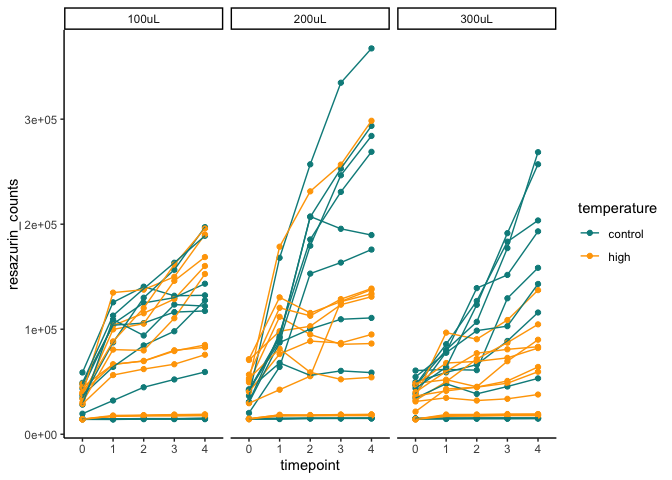 100uL 200uL 300uL
3e+05
2e+05
1e+05
0e+00
resazurin_counts
0 1 2 3 4 0 1 2 3 4 0 1 2 3 4
timepoint
temperature
control
high